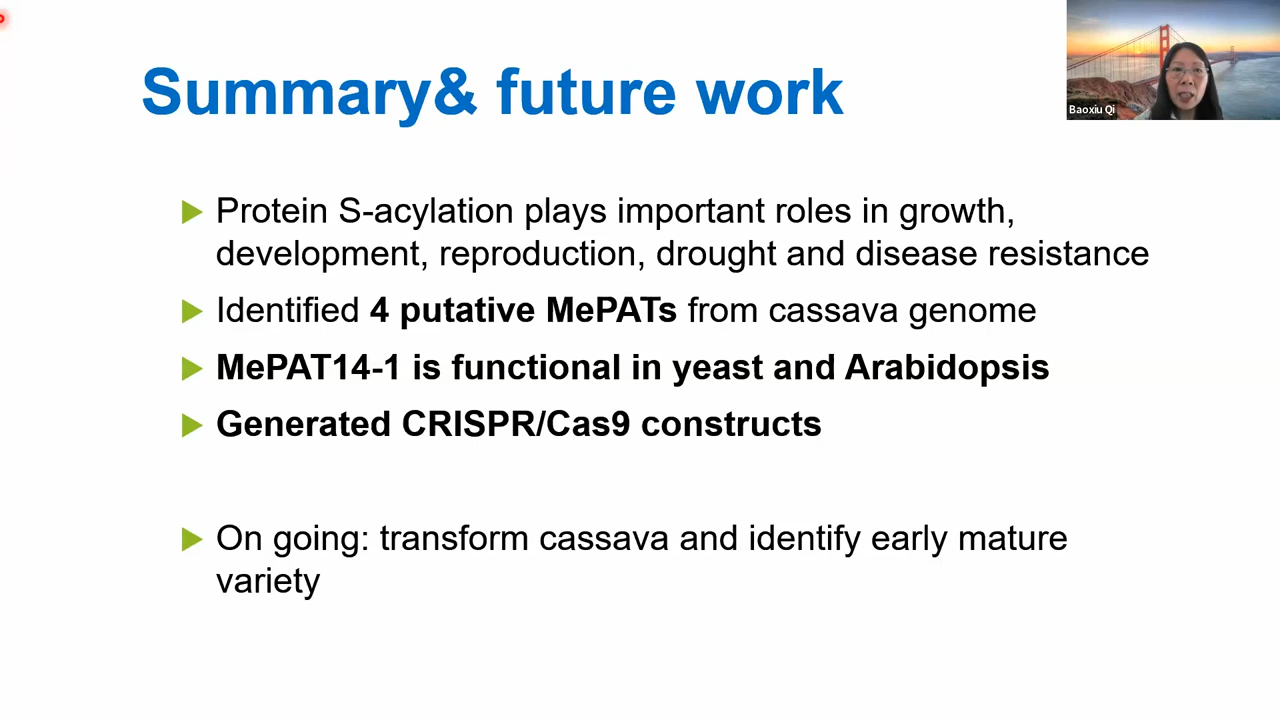 Summary& future work
Baoxiu Qi
Protein S-acylation plays important roles in growth,
development, reproduction, drought and disease resistance
Identified 4 putative MePATs from cassava genome
MePAT14-1 is functional in yeast and Arabidopsis
Generated CRISPR/Cas9 constructs
On going: transform cassava and identify early mature
variety